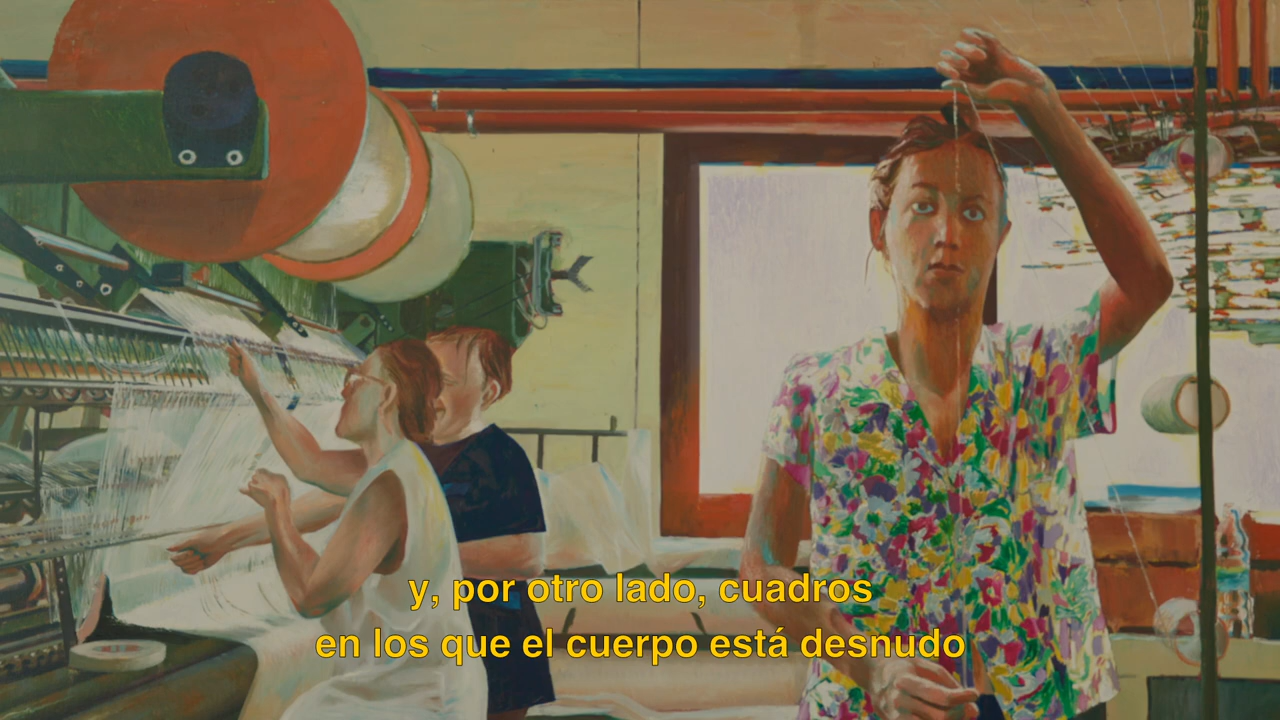 y, por otro lado, cuadros
en los que el cuerpo está desnudo